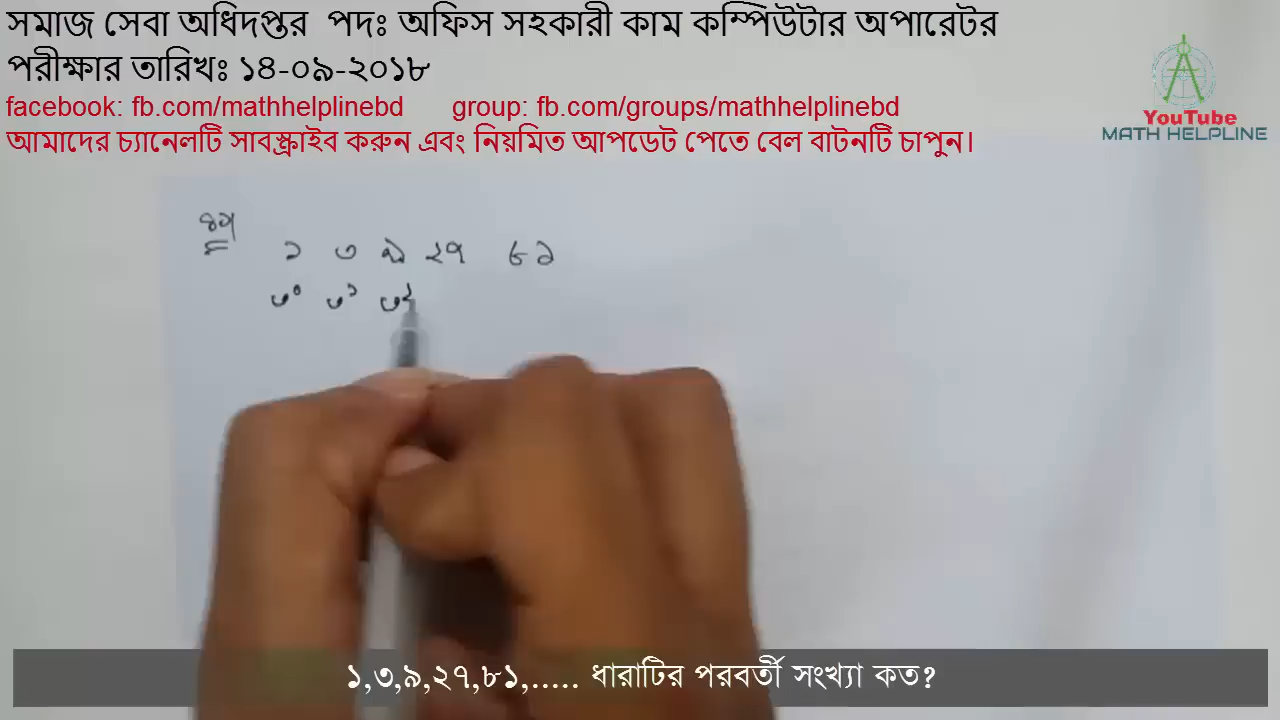 সমাজ সেবা অধিদপ্তর পদঃ অফিস সহকারী কাম কম্পিউটার অপারেটর
পরীক্ষার তারিখঃ ১৪-০৯-২০১৮
facebook: fb.com/mathhelplinebd group: fb.com/groups/mathhelplinebd
আমাদের চ্যানেলটি সাবস্ক্রাইব করুন এবং নিয়মিত আপডেট পেতে বেল বাটনটি চাপুন।
YouTube
MATH HELPLINE
১ ৩ ৯ ২৭ ৮১
৩⁰ ৩¹ ৩²
১,৩,৯,২৭,৮১,..... ধারাটির পরবর্তী সংখ্যা কত?